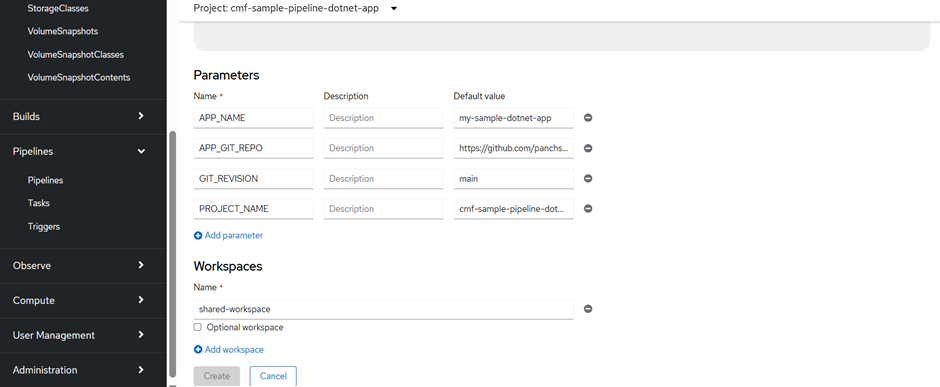 StorageClasses
VolumeSnapshots
VolumeSnapshotClasses
VolumeSnapshotContents
Builds
Pipelines
Pipelines
Tasks
Triggers
Observe
Compute
User Management
Administration
Project: cmf-sample-pipeline-dotnet-app
Parameters
Name * Description Default value
APP_NAME Description my-sample-dotnet-app
APP_GIT_REPO Description https://github.com/panchs...
GIT_REVISION Description main
PROJECT_NAME Description cmf-sample-pipeline-dot...
Add parameter
Workspaces
Name *
shared-workspace
Optional workspace
Add workspace
Create Cancel